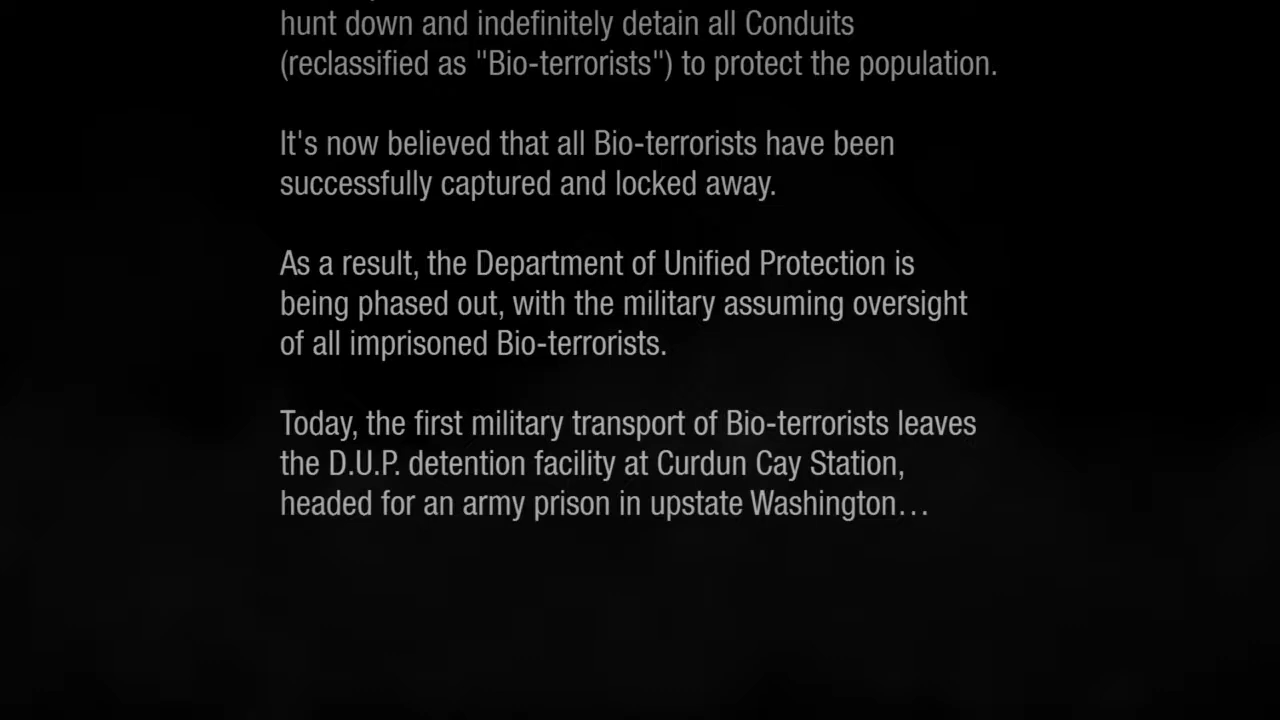 hunt down and indefinitely detain all Conduits
(reclassified as "Bio-terrorists") to protect the population.
It's now believed that all Bio-terrorists have been
successfully captured and locked away.
As a result, the Department of Unified Protection is
being phased out, with the military assuming oversight
of all imprisoned Bio-terrorists.
Today, the first military transport of Bio-terrorists leaves
the D.U.P. detention facility at Curdun Cay Station,
headed for an army prison in upstate Washington…